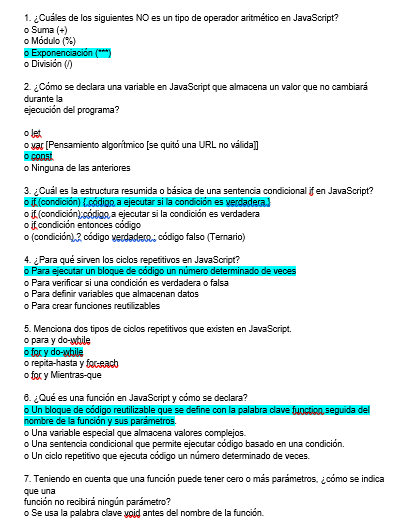 1. ¿Cuáles de los siguientes NO es un tipo de operador aritmético en JavaScript?
o Suma (+)
o Módulo (%)
o Exponenciación (***)
o División (/)
2. ¿Cómo se declara una variable en JavaScript que almacena un valor que no cambiará
durante la
ejecución del programa?
o let
o var [Pensamiento algorítmico [se quitó una URL no válida]]
o const
o Ninguna de las anteriores
3. ¿Cuál es la estructura resumida o básica de una sentencia condicional if en JavaScript?
o if (condición) { código a ejecutar si la condición es verdadera }
o if (condición);código a ejecutar si la condición es verdadera
o if condición entonces código
o (condición) ? código verdadero : código falso (Ternario)
4. ¿Para qué sirven los ciclos repetitivos en JavaScript?
o Para ejecutar un bloque de código un número determinado de veces
o Para verificar si una condición es verdadera o falsa
o Para definir variables que almacenan datos
o Para crear funciones reutilizables
5. Menciona dos tipos de ciclos repetitivos que existen en JavaScript.
o para y do-while
o for y do-while
o repita-hasta y for-each
o for y Mientras-que
6. ¿Qué es una función en JavaScript y cómo se declara?
o Un bloque de código reutilizable que se define con la palabra clave function seguida del
nombre de la función y sus parámetros.
o Una variable especial que almacena valores complejos.
o Una sentencia condicional que permite ejecutar código basado en una condición.
o Un ciclo repetitivo que ejecuta código un número determinado de veces.
7. Teniendo en cuenta que una función puede tener cero o más parámetros, ¿cómo se indica
que una
función no recibirá ningún parámetro?
o Se usa la palabra clave void antes del nombre de la función.